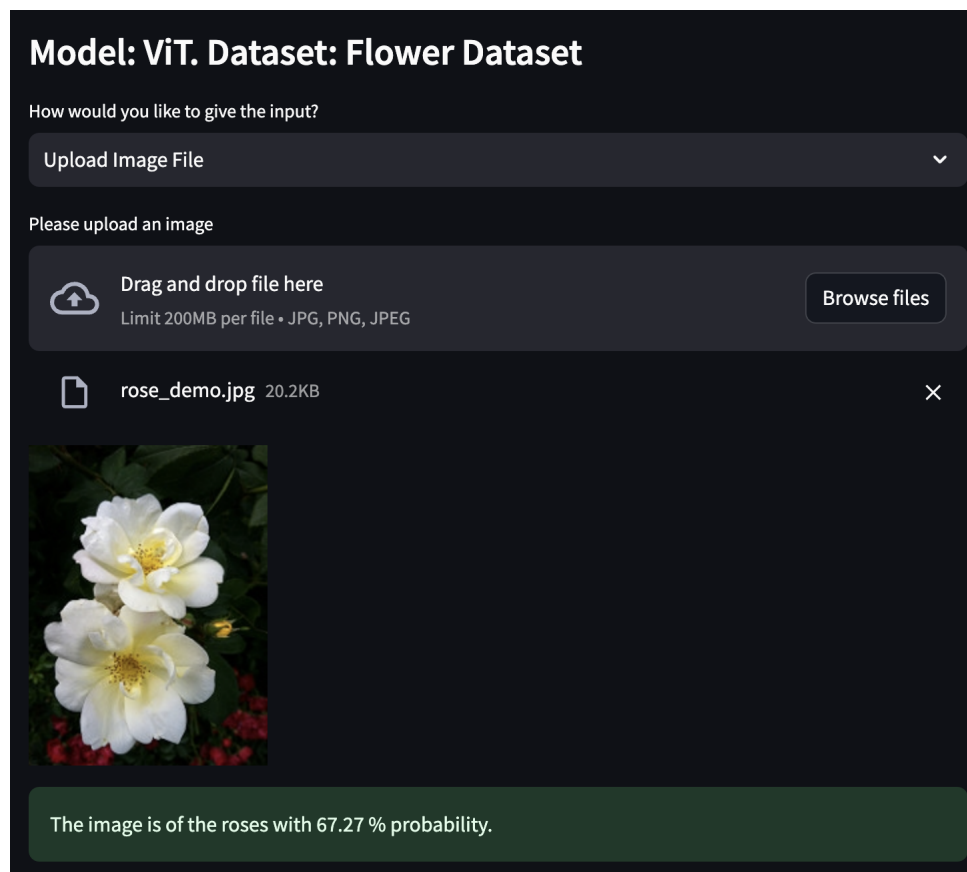 Model: ViT. Dataset: Flower Dataset
How would you like to give the input?
Upload Image File
Please upload an image
Drag and drop file here
Limit 200MB per file • JPG, PNG, JPEG
Browse files
rose_demo.jpg 20.2KB
The image is of the roses with 67.27 % probability.